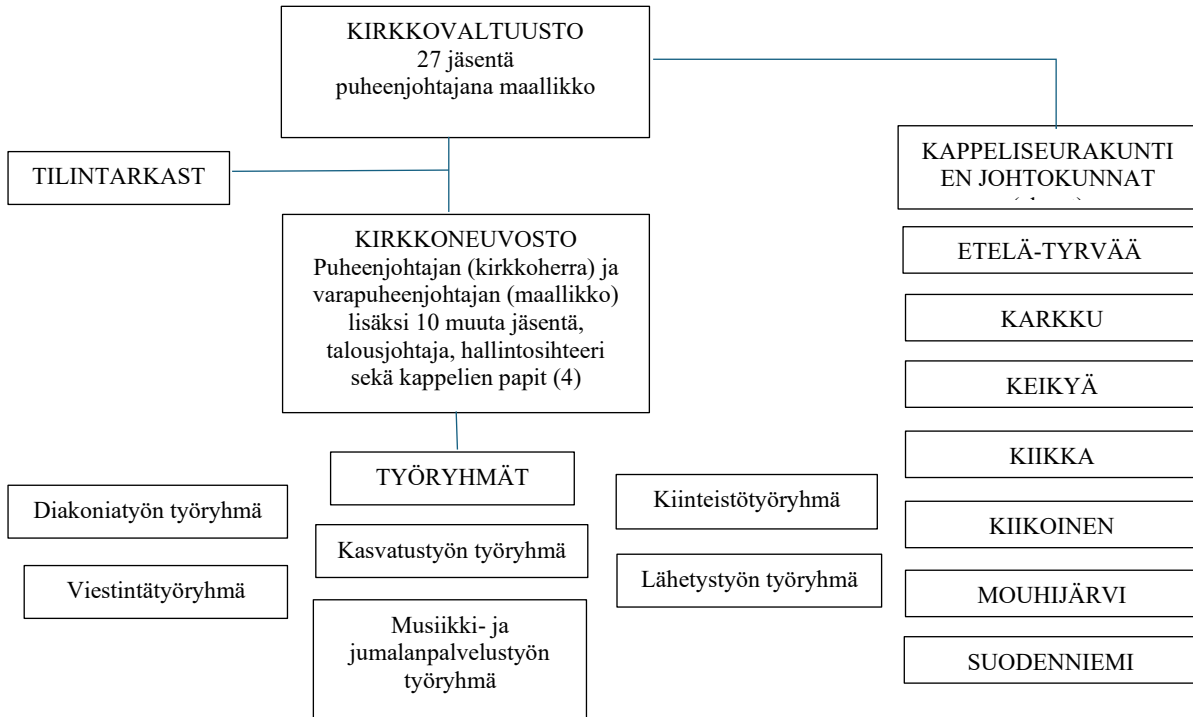 KIRKKOVALTUUSTO
27 jäsentä
puheenjohtajana maallikko
TILINTARKAST
KAPPELISEURAKUNTI
EN JOHTOKUNNAT
KIRKKONEUVOSTO
Puheenjohtajan (kirkkoherra) ja
varapuheenjohtajan (maallikko)
lisäksi 10 muuta jäsentä,
talousjohtaja, hallintosihteeri
sekä kappelien papit (4)
ETELÄ-TYRVÄÄ
KARKKU
KEIKYÄ
KIIKKA
KIIKOINEN
MOUHIJÄRVI
SUODENNIEMI
TYÖRYHMÄT
Diakoniatyön työryhmä
Viestintätyöryhmä
Kasvatustyön työryhmä
Musiikki- ja
jumalanpalvelustyön
työryhmä
Kiinteistötyöryhmä
Lähetystyön työryhmä